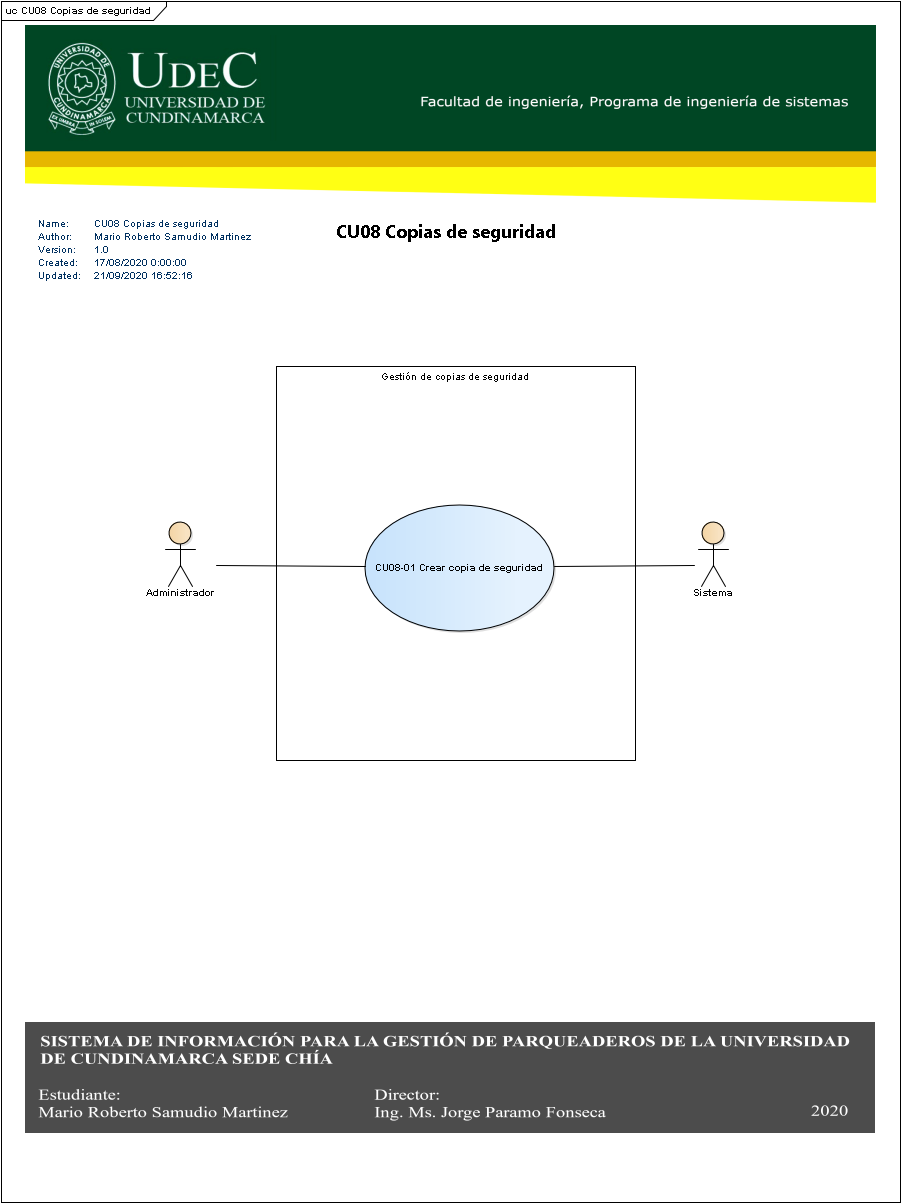 uc CU08 Copias de seguridad
UNIVERSIDAD DE CUNDINAMARCA
UDEC
UNIVERSIDAD DE
CUNDINAMARCA
Facultad de ingeniería, Programa de ingeniería de sistemas
Name: CU08 Copias de seguridad
Author: Mario Roberto Samudio Martinez
Version: 1.0
Created: 17/08/2020 0:00:00
Updated: 21/09/2020 16:52:16
CU08 Copias de seguridad
Gestión de copias de seguridad
CU08-01 Crear copia de seguridad
Administrador
Sistema
SISTEMA DE INFORMACIÓN PARA LA GESTIÓN DE PARQUEADEROS DE LA UNIVERSIDAD
DE CUNDINAMARCA SEDE CHÍA
Estudiante:
Mario Roberto Samudio Martinez
Director:
Ing. Ms. Jorge Paramo Fonseca
2020